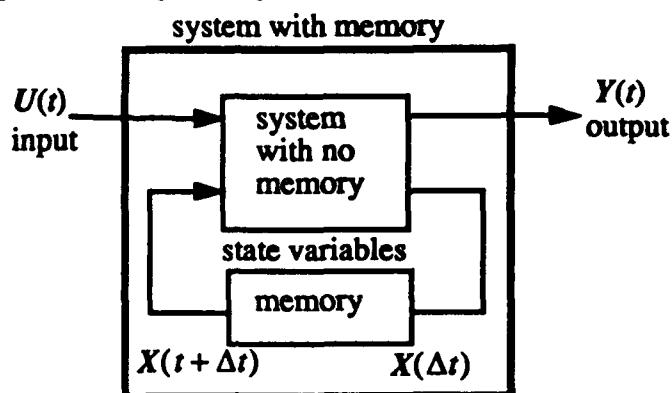 system with memory
U(t)
input
system
with no
memory
Y(t)
output
state variables
memory
X(t + Δt)
X(Δt)